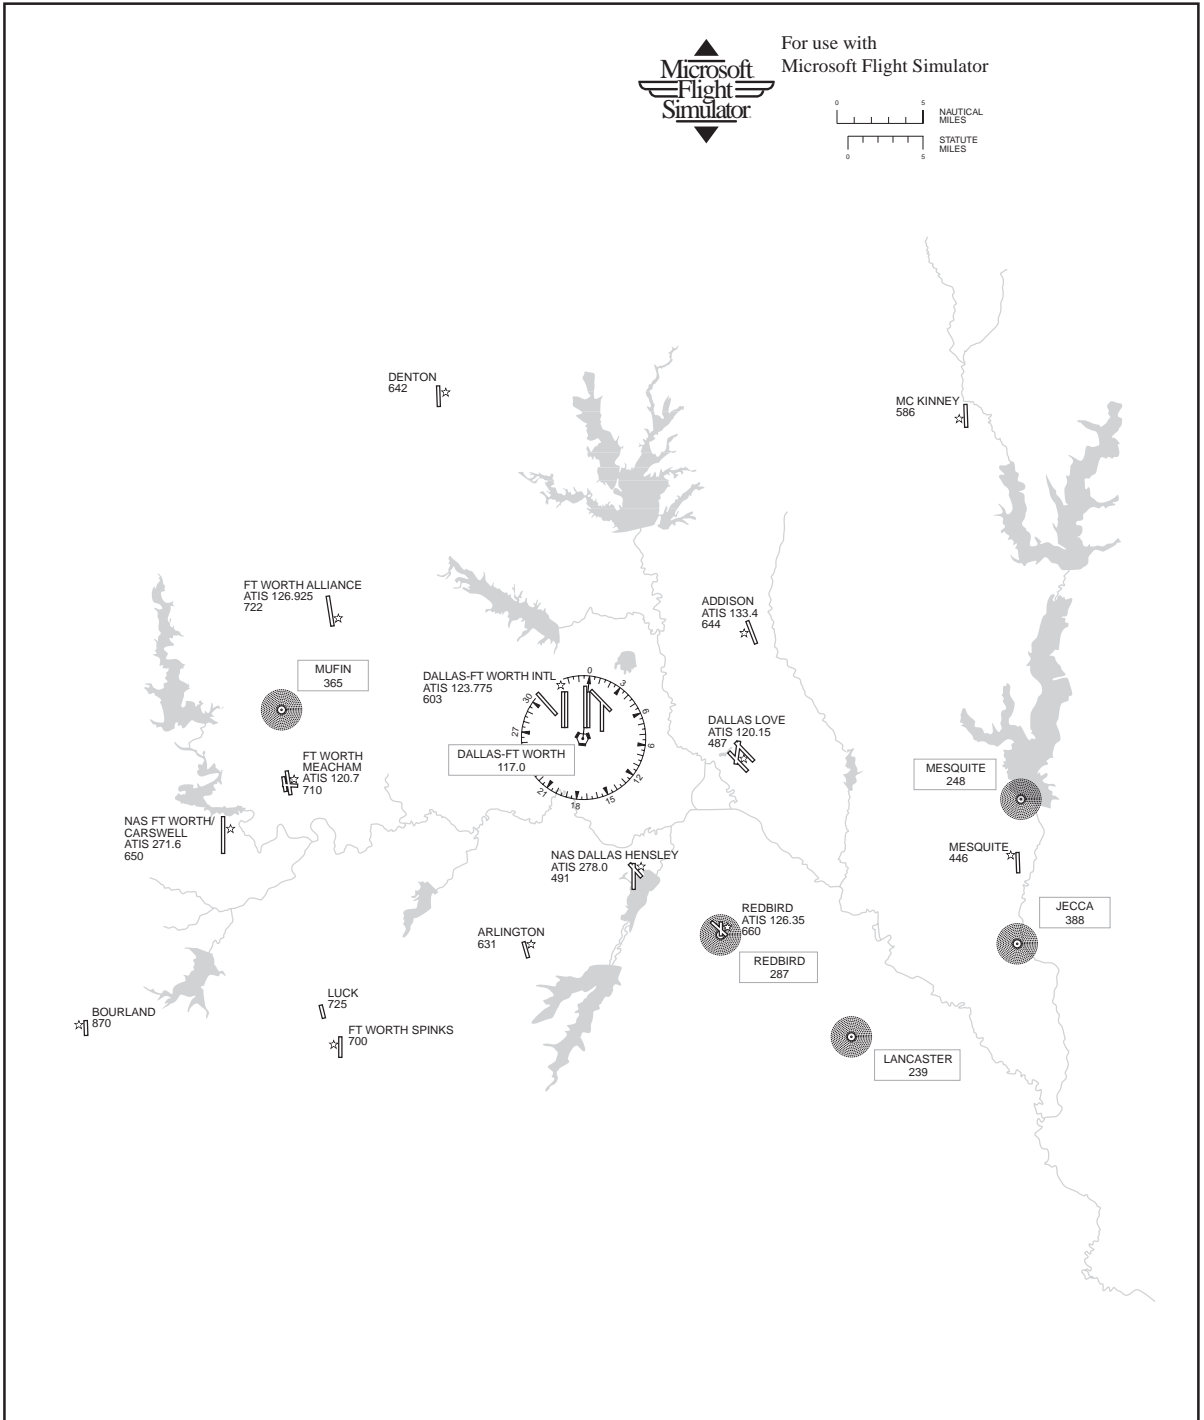 Microsoft
Flight
Simulator
For use with
Microsoft Flight Simulator
0 5
NAUTICAL
MILES
STATUTE
MILES
0 5
DENTON
642
MC KINNEY
586
FT WORTH ALLIANCE
ATIS 126.925
722
ADDISON
ATIS 133.4
644
MUFIN
365
DALLAS-FT WORTH INTL
ATIS 123.775
603
0
3
6
9
12
15
18
21
27
30
DALLAS-FT WORTH
117.0
DALLAS LOVE
ATIS 120.15
487
FT WORTH
MEACHAM
ATIS 120.7
710
MESQUITE
248
NAS FT WORTH/
CARSWELL
ATIS 271.6
650
NAS DALLAS HENSLEY
ATIS 278.0
491
MESQUITE
446
ARLINGTON
631
REDBIRD
ATIS 126.35
660
JECCA
388
REDBIRD
287
LUCK
725
BOURLAND
870
FT WORTH SPINKS
700
LANCASTER
239